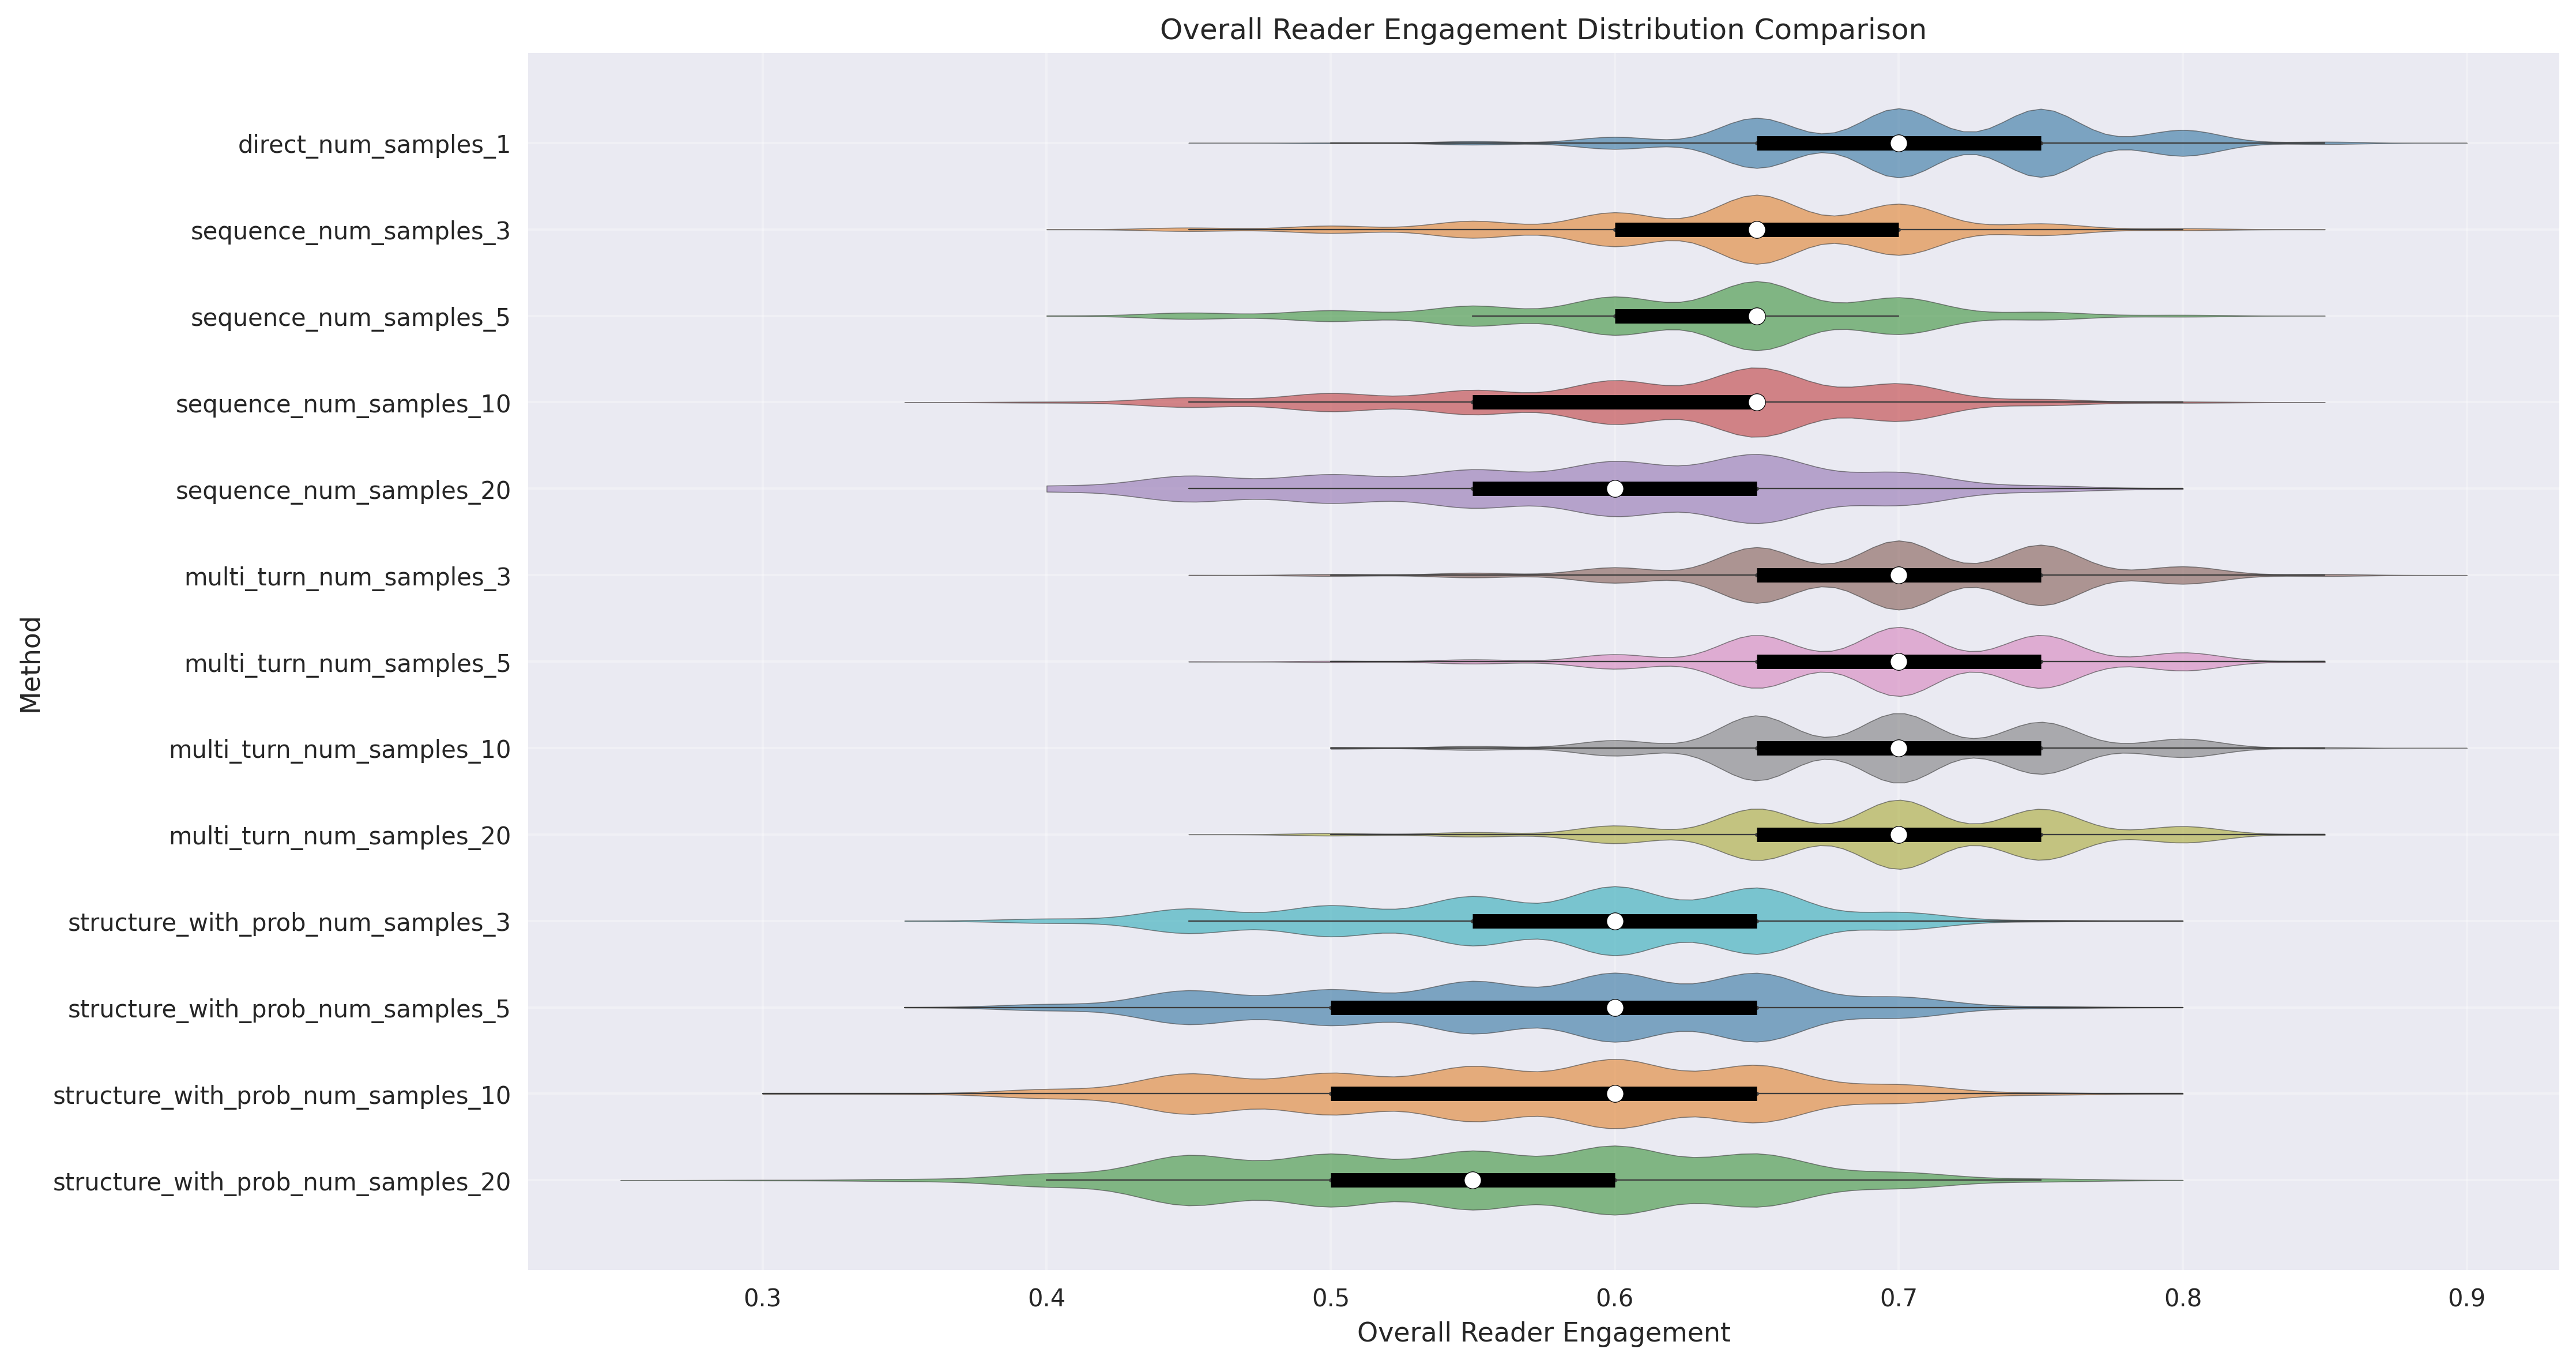 Overall Reader Engagement Distribution Comparison
direct_num_samples_1
sequence_num_samples_3
sequence_num_samples_5
sequence_num_samples_10
sequence_num_samples_20
multi_turn_num_samples_3
multi_turn_num_samples_5
multi_turn_num_samples_10
multi_turn_num_samples_20
structure_with_prob_num_samples_3
structure_with_prob_num_samples_5
structure_with_prob_num_samples_10
structure_with_prob_num_samples_20
Method
0.3 0.4 0.5 0.6 0.7 0.8 0.9
Overall Reader Engagement